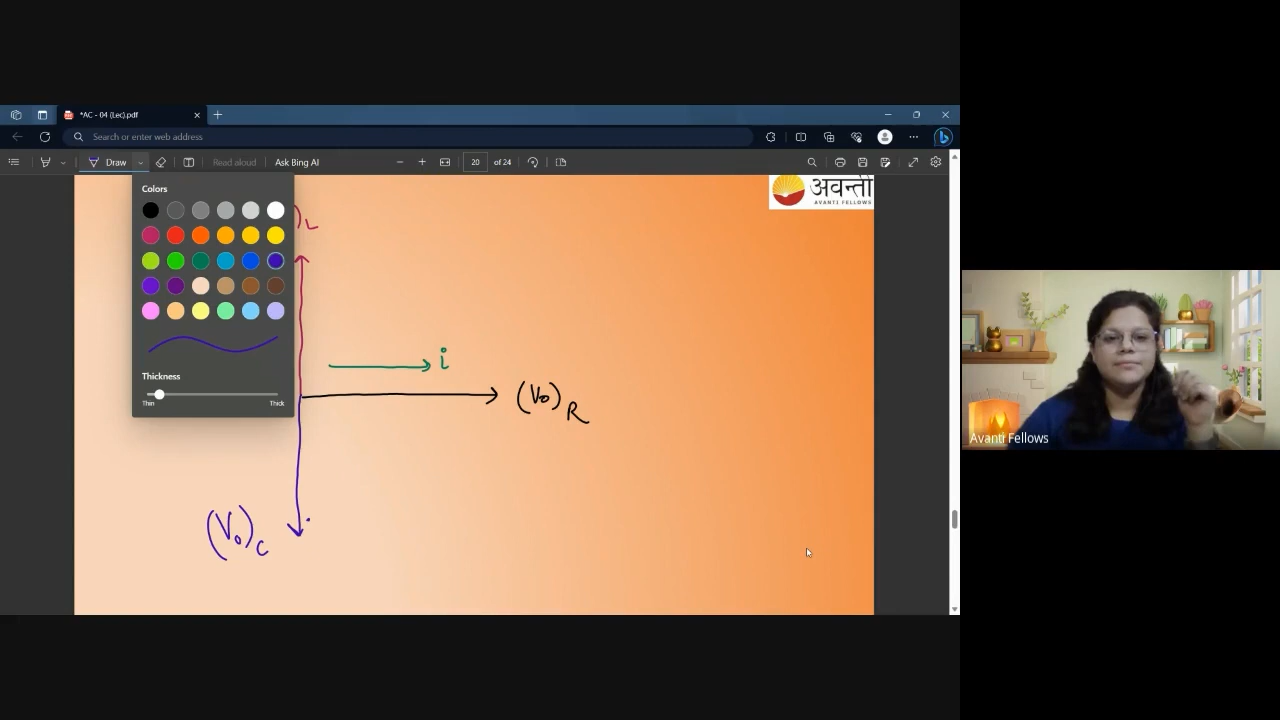 *AC - 04 (Lec).pdf
Search or enter web address
Draw
Read aloud
Ask Bing AI
20
of 24
Colors
Thickness
Thin
Thick
अवन्ती
AVANTI FELLOWS
)L
i
(V0)R
(V0)C
Avanti Fellows